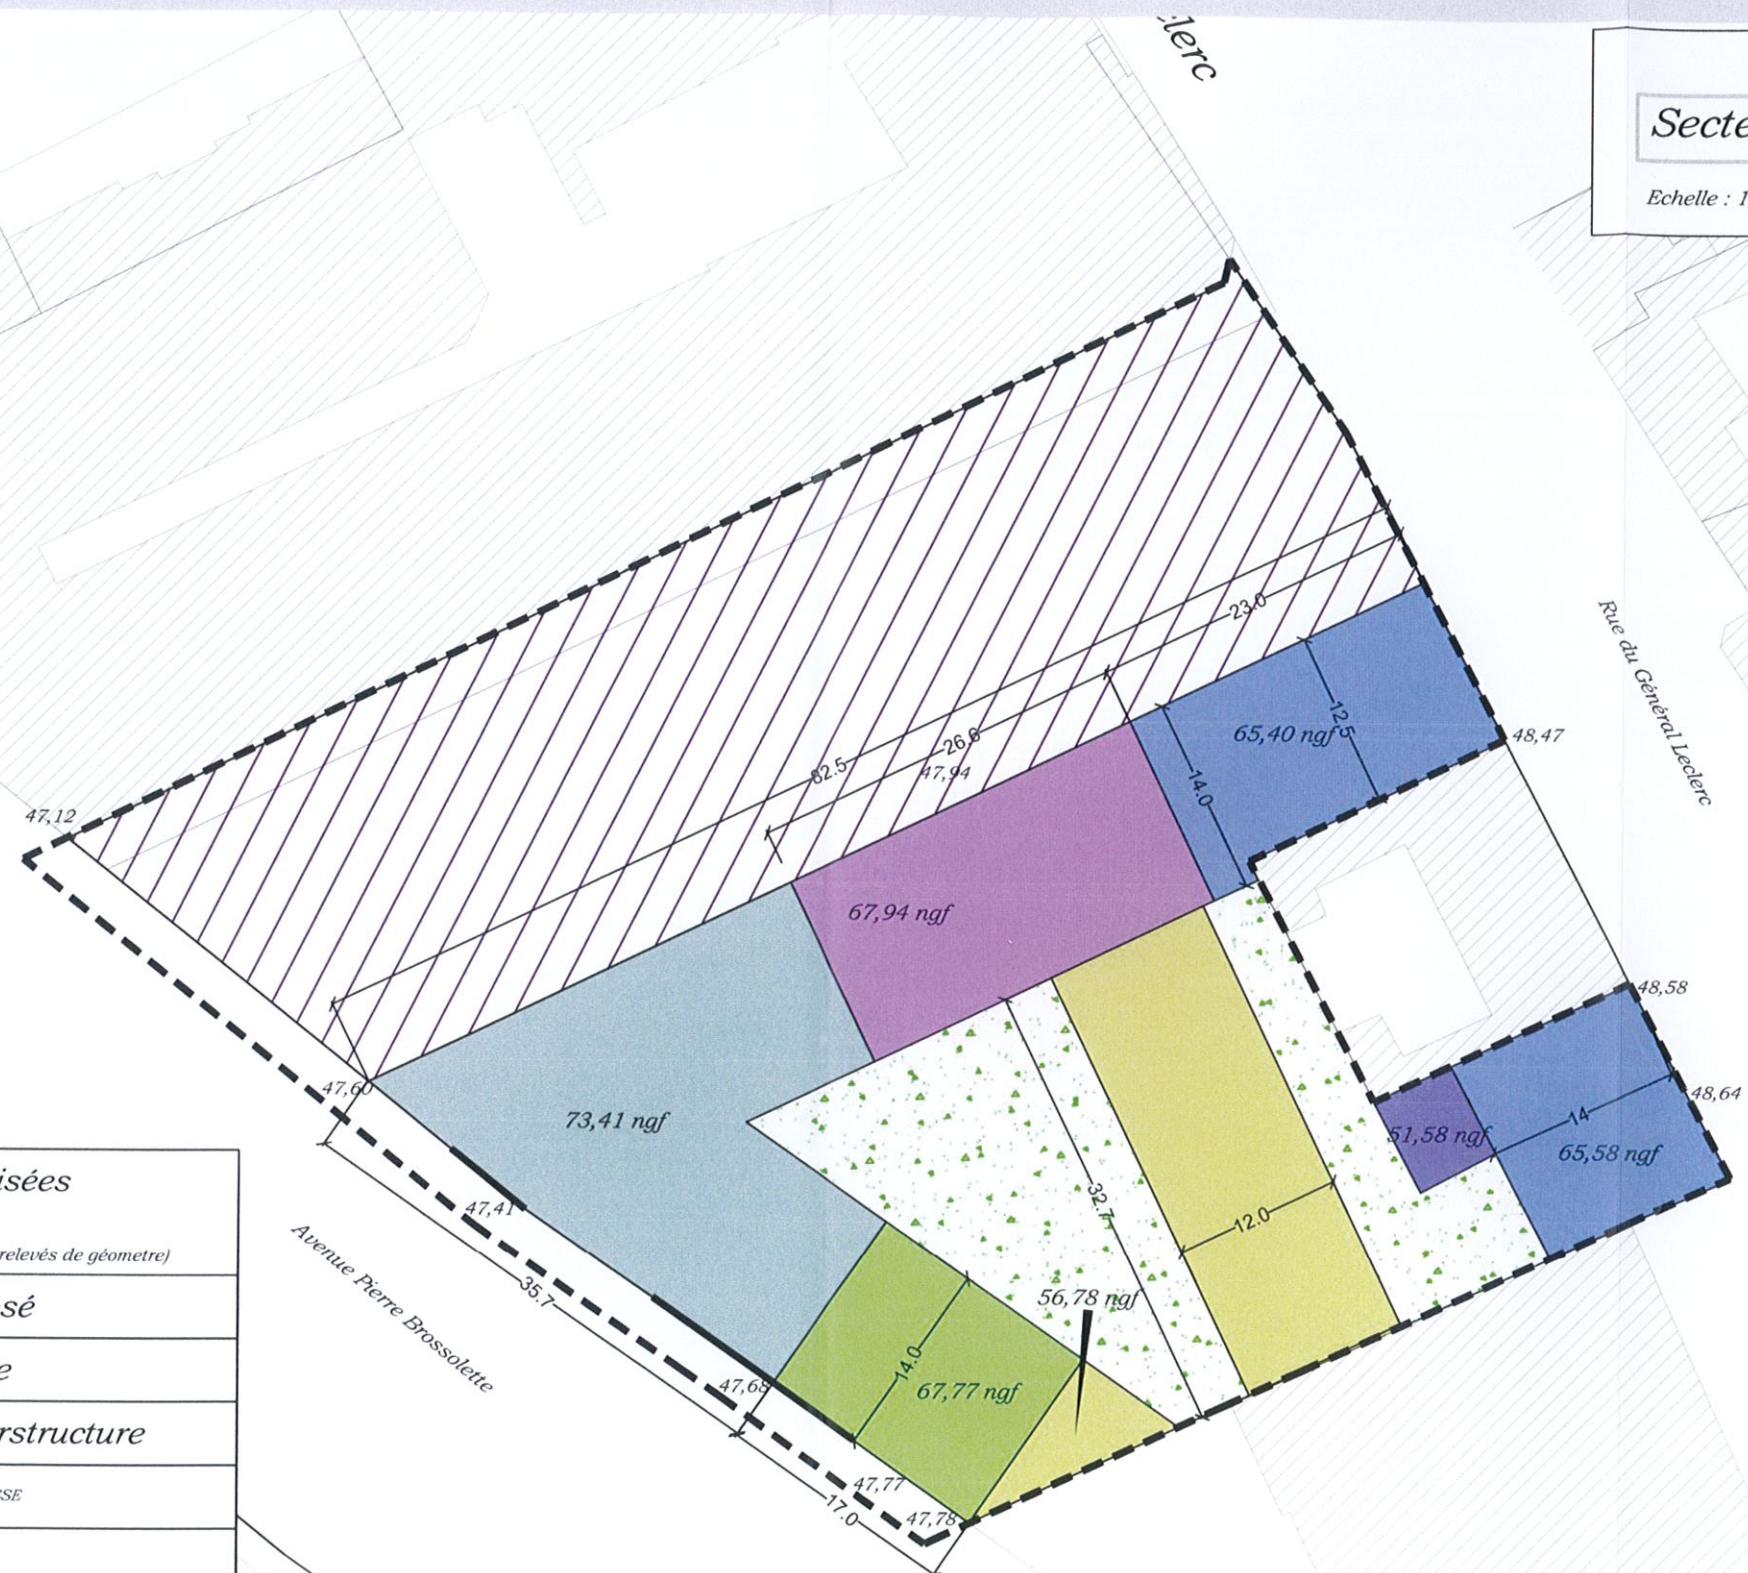 clerc
Secte
Echelle : 1
Rue du Général Leclerc
23.0
82.5
26.6
47,94
12.5
65,40 ngf
14.0
48,47
47,12
67,94 ngf
48,58
48,64
47,60
73,41 ngf
51,58 ngf
14
65,58 ngf
isées
relevés de géometre)
sé
e
rstructure
SSE
47,41
Avenue Pierre Brossolette
35.7
32.7
12.0
56,78 ngf
14.0
67,77 ngf
47,68
47,77
17.0
47,78